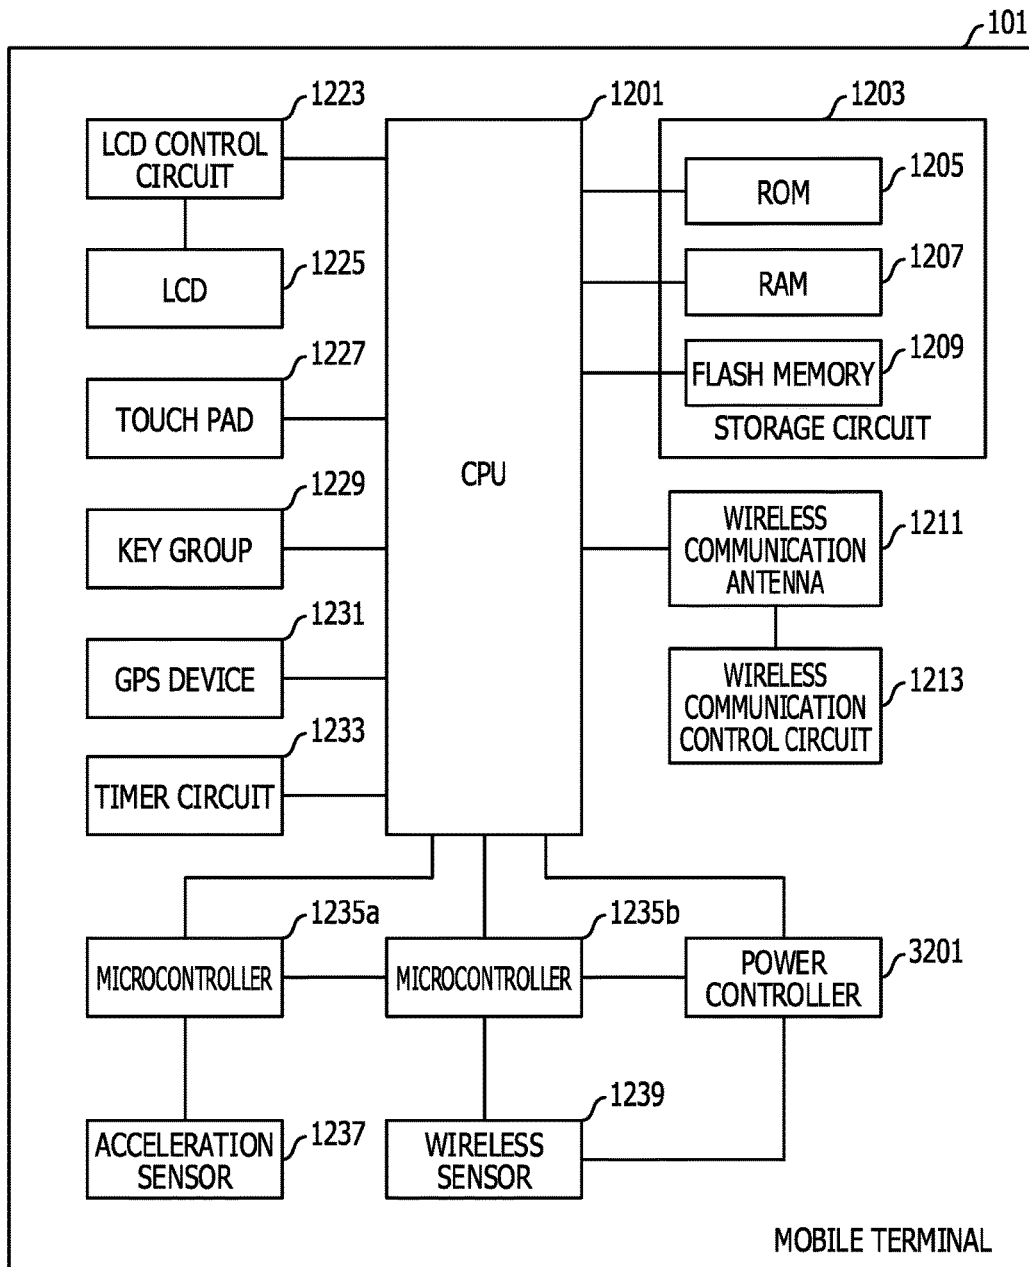 101
1223
LCD CONTROL
CIRCUIT
1225
LCD
1227
TOUCH PAD
1229
KEY GROUP
1231
GPS DEVICE
1233
TIMER CIRCUIT
1201
CPU
1203
1205
ROM
1207
RAM
1209
FLASH MEMORY
STORAGE CIRCUIT
1211
WIRELESS
COMMUNICATION
ANTENNA
1213
WIRELESS
COMMUNICATION
CONTROL CIRCUIT
1235a
MICROCONTROLLER
1235b
MICROCONTROLLER
3201
POWER
CONTROLLER
1237
ACCELERATION
SENSOR
1239
WIRELESS
SENSOR
MOBILE TERMINAL